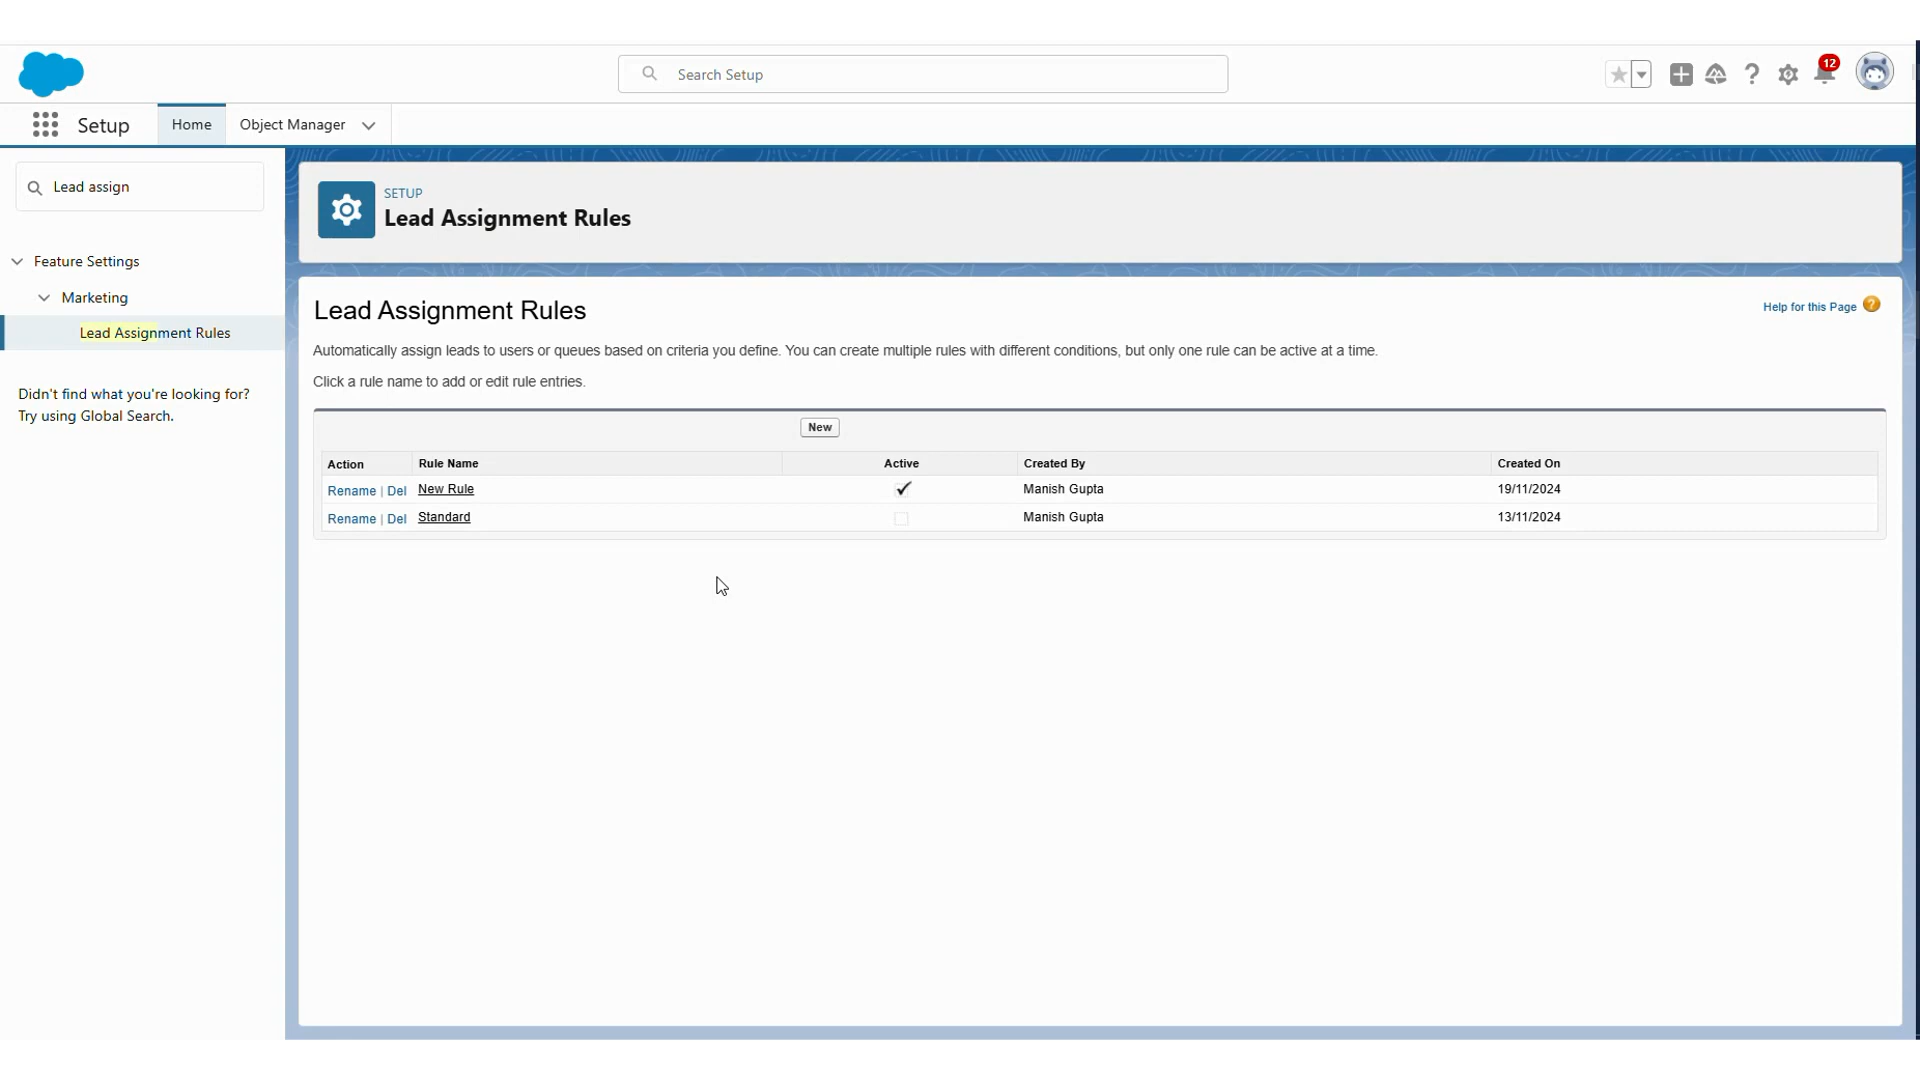 Search Setup
12
Setup
Home
Object Manager
Lead assign
Feature Settings
Marketing
Lead Assignment Rules
Didn't find what you're looking for?
Try using Global Search.
SETUP
Lead Assignment Rules
Lead Assignment Rules
Help for this Page ?
Automatically assign leads to users or queues based on criteria you define. You can create multiple rules with different conditions, but only one rule can be active at a time.
Click a rule name to add or edit rule entries.
New
Action Rule Name Active Created By Created On
Rename | Del New Rule Manish Gupta 19/11/2024
Rename | Del Standard Manish Gupta 13/11/2024